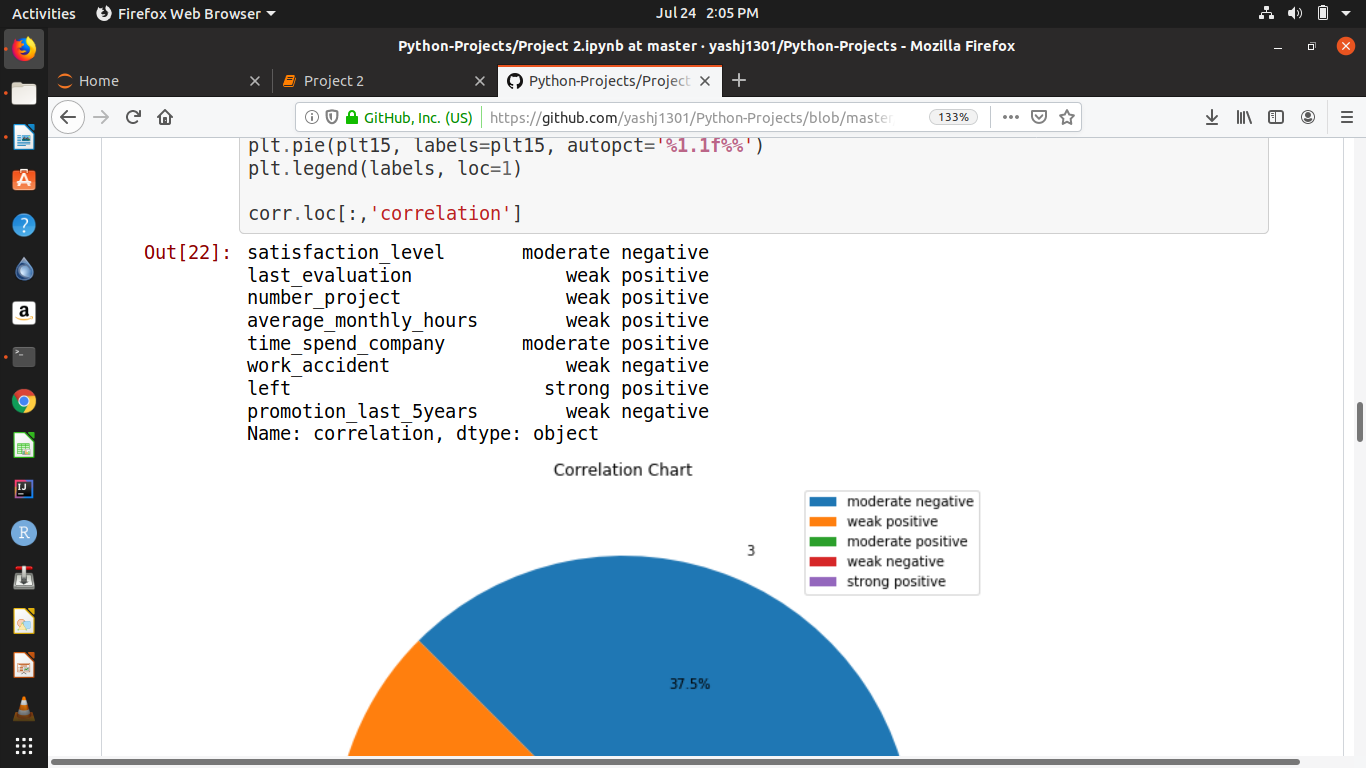 Activities Firefox Web Browser Jul 24 2:05 PM
Python-Projects/Project 2.ipynb at master · yashj1301/Python-Projects - Mozilla Firefox
Home Project 2 Python-Projects/Project
GitHub, Inc. (US) https://github.com/yashj1301/Python-Projects/blob/master 133%
plt.pie(plt15, labels=plt15, autopct='%1.1f%%')
plt.legend(labels, loc=1)
corr.loc[:,'correlation']
Out[22]: satisfaction_level moderate negative
last_evaluation weak positive
number_project weak positive
average_monthly_hours weak positive
time_spend_company moderate positive
work_accident weak negative
left strong positive
promotion_last_5years weak negative
Name: correlation, dtype: object
Correlation Chart
moderate negative
weak positive
moderate positive
weak negative
strong positive
3
37.5%